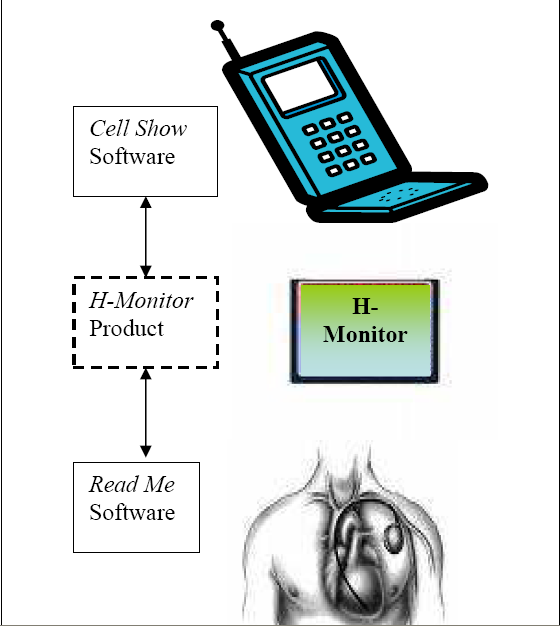 Cell Show
Software
H-Monitor
Product
H-
Monitor
Read Me
Software